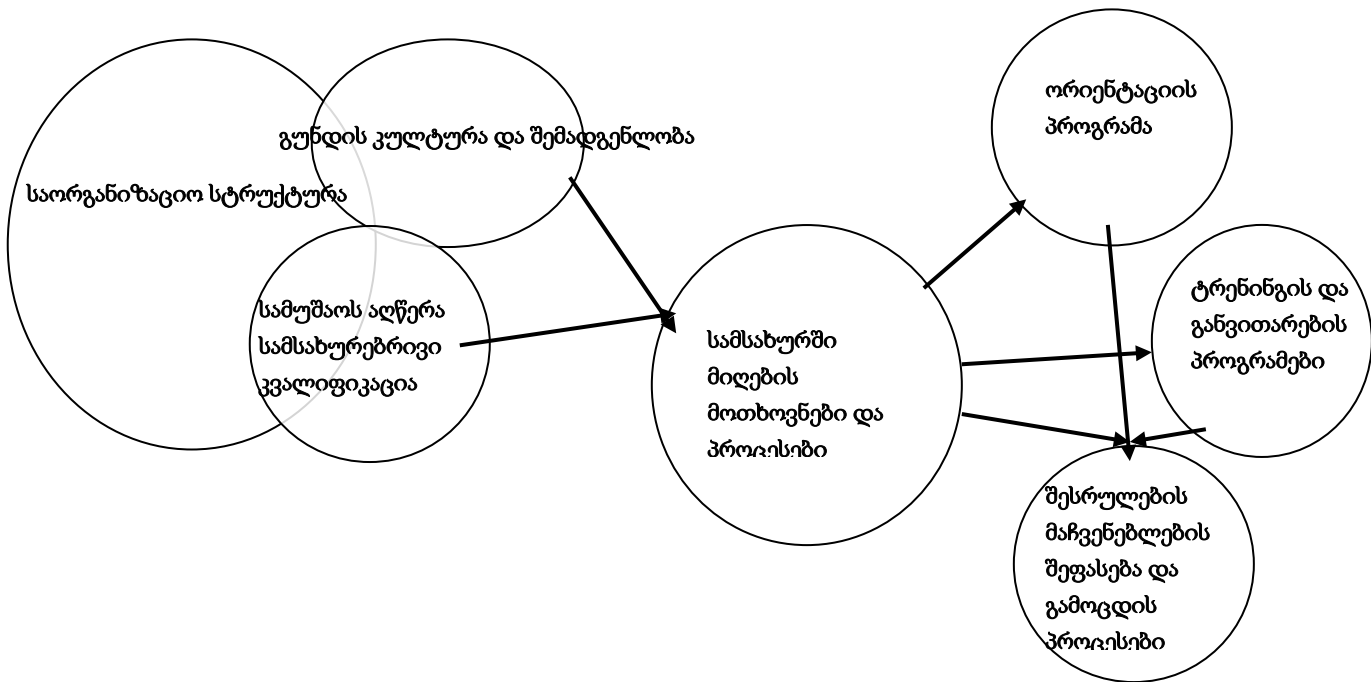 საორგანიზაციო სტრუქტურა
გუნდის კულტურა და შემადგენლობა
სამუშაოს აღწერა
სამსახურებრივი
კვალიფიკაცია
სამსახურში
მიღების
მოთხოვნები და
პროცესები
ორიენტაციის
პროგრამა
ტრენინგის და
განვითარების
პროგრამები
შესრულების
მაჩვენებლების
შეფასება და
გამოცდის
პროცესები